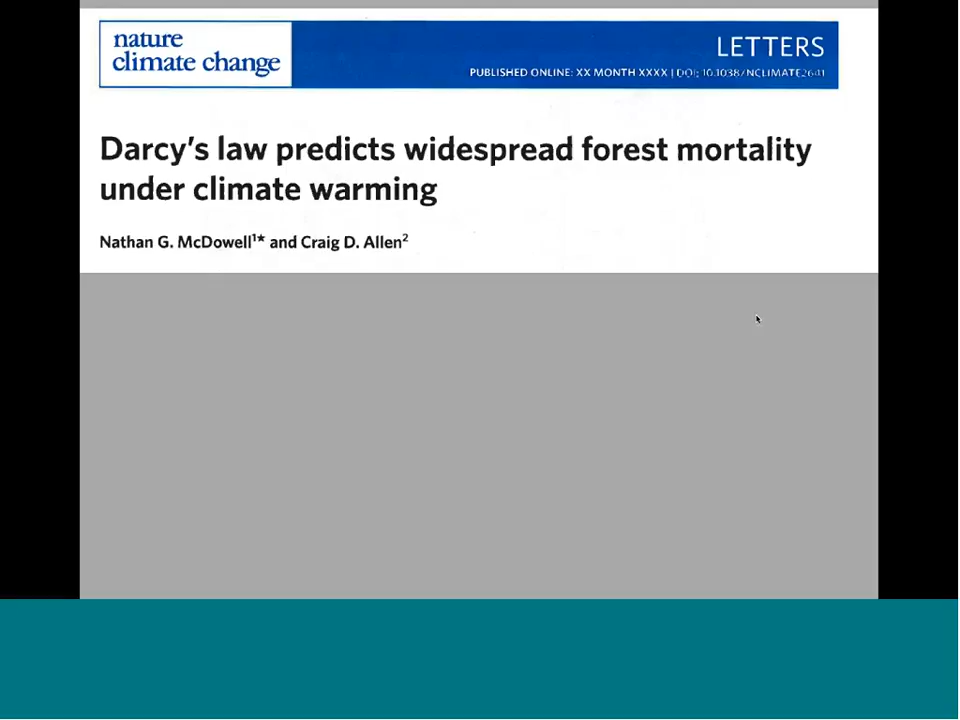 nature
climate change
LETTERS
PUBLISHED ONLINE: XX MONTH XXXX | DOI: 10.1038/NCLIMATE2641
Darcy's law predicts widespread forest mortality
under climate warming
Nathan G. McDowell1* and Craig D. Allen2